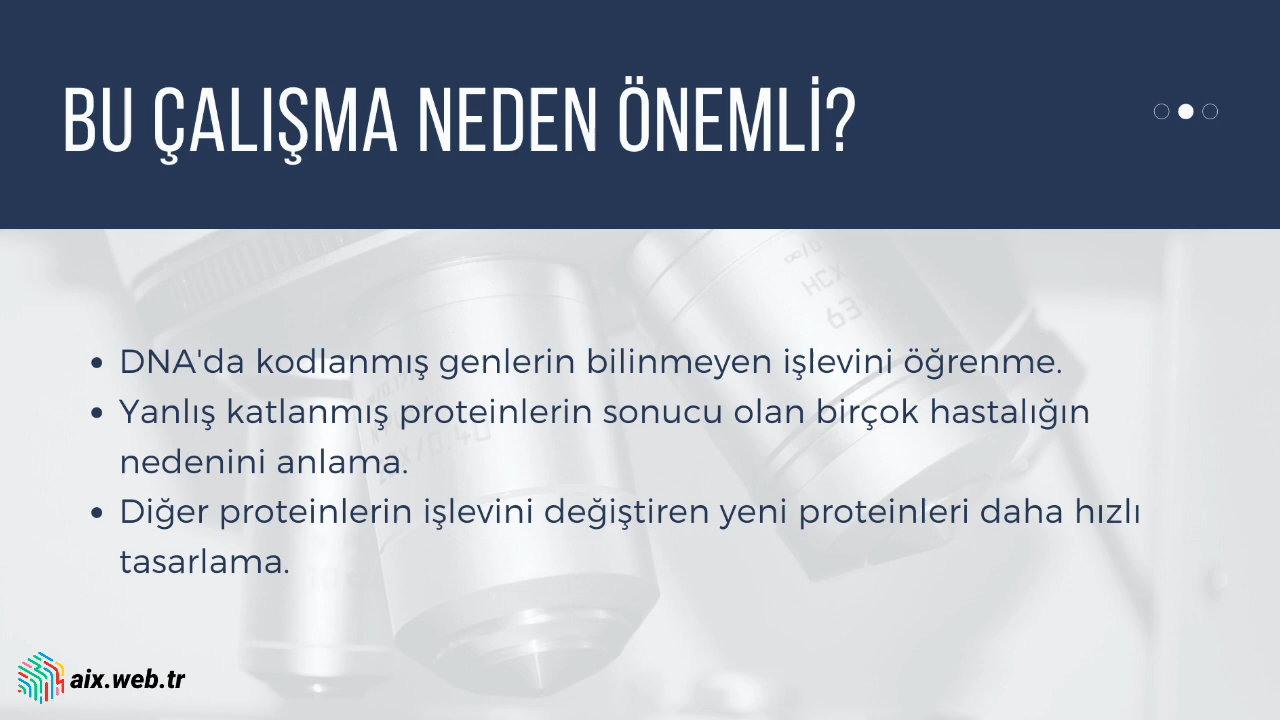 BU ÇALIŞMA NEDEN ÖNEMLİ?
• DNA'da kodlanmış genlerin bilinmeyen işlevini öğrenme.
• Yanlış katlanmış proteinlerin sonucu olan birçok hastalığın
nedenini anlama.
• Diğer proteinlerin işlevini değiştiren yeni proteinleri daha hızlı
tasarlama.
aix.web.tr